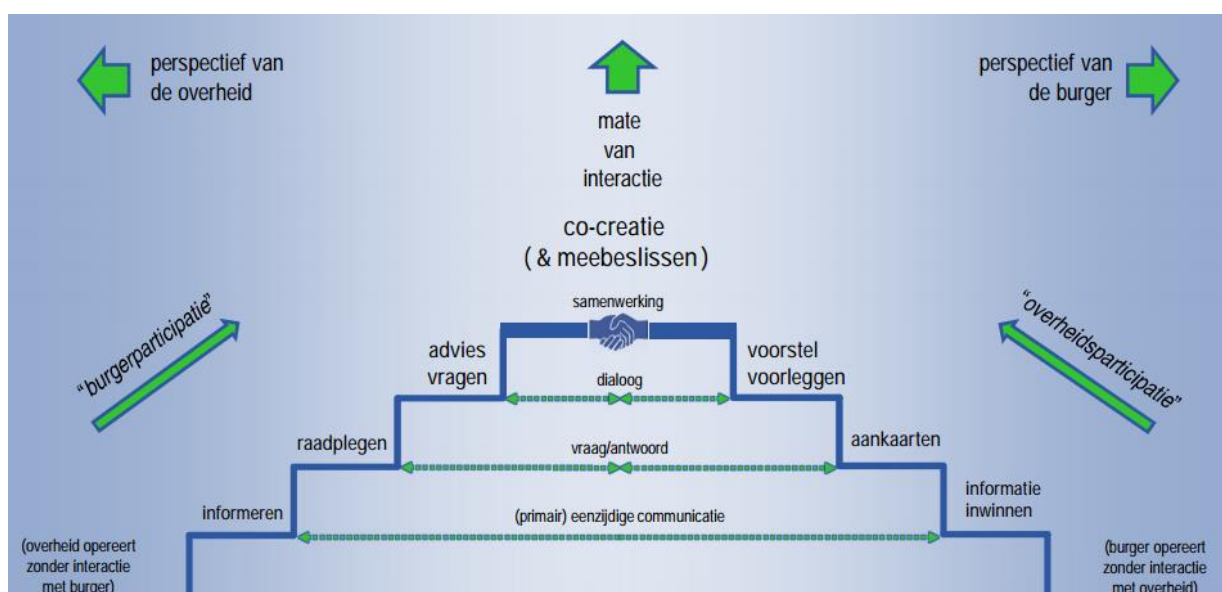 perspectief van
de overheid
perspectief van
de burger
mate
van
interactie
co-creatie
( & meebeslissen )
samenwerking
"burgerparticipatie"
"overheidsparticipatie"
advies
vragen
voorstel
voorleggen
dialoog
raadplegen
vraag/antwoord
aankaarten
informeren
(primair) eenzijdige communicatie
informatie
inwinnen
(overheid opereert
zonder interactie
met burger)
(burger opereert
zonder interactie
met overheid)